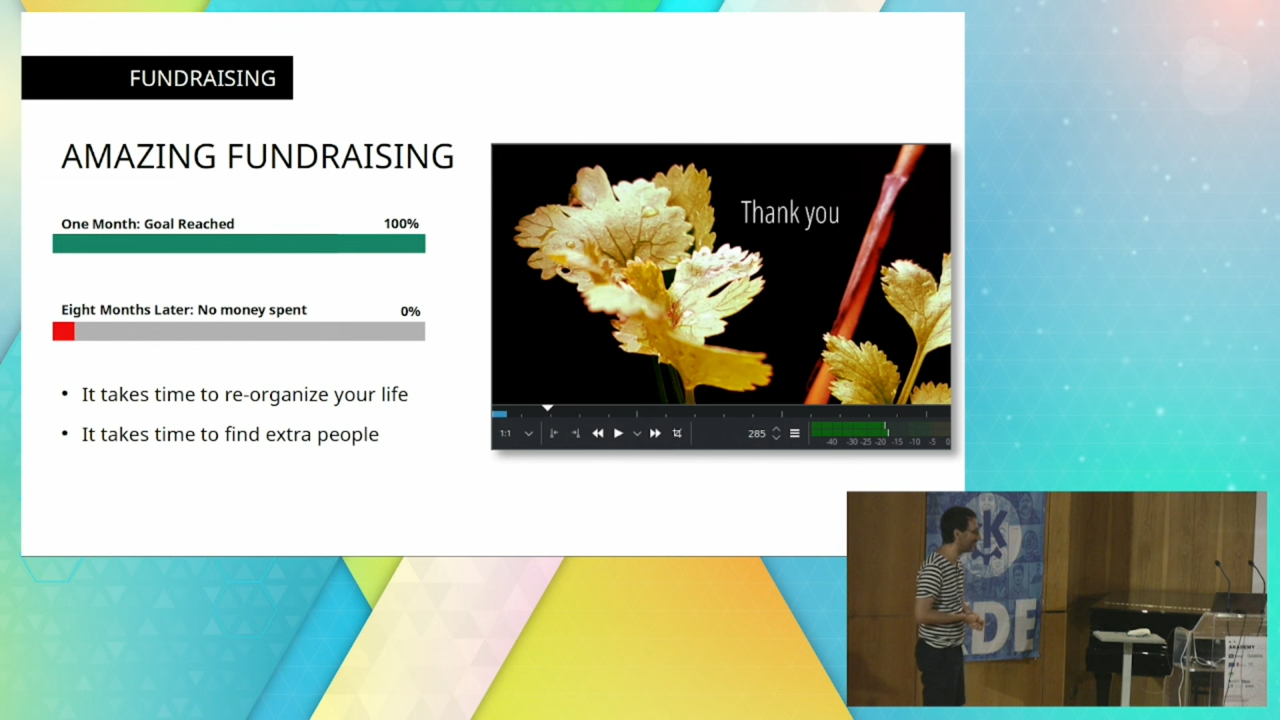 FUNDRAISING
AMAZING FUNDRAISING
One Month: Goal Reached 100%
Eight Months Later: No money spent 0%
• It takes time to re-organize your life
• It takes time to find extra people
Thank you
1:1 285 -40 -30 -25 -20 -15 -10 -5 0
K
DE
AKADEMY